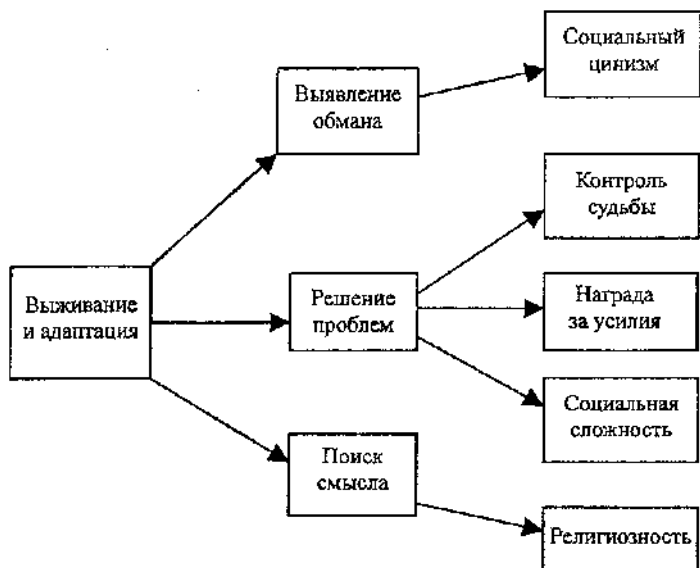 Социальный
цинизм
Выявление
обмана
Контроль
судьбы
Выживание
и адаптация
Решение
проблем
Награда
за усилия
Социальная
сложность
Поиск
смысла
Религиозность